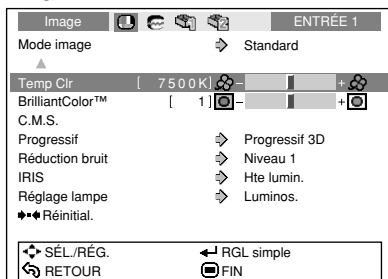 Image ENTRÉE 1
Mode image Standard
Temp Clr [ 7500K] - +
BrilliantColor™ [ 1] - +
C.M.S.
Progressif Progressif 3D
Réduction bruit Niveau 1
IRIS Hte lumin.
Réglage lampe Luminos.
Réinitial.
SÉL./RÉG. RGL simple
RETOUR FIN